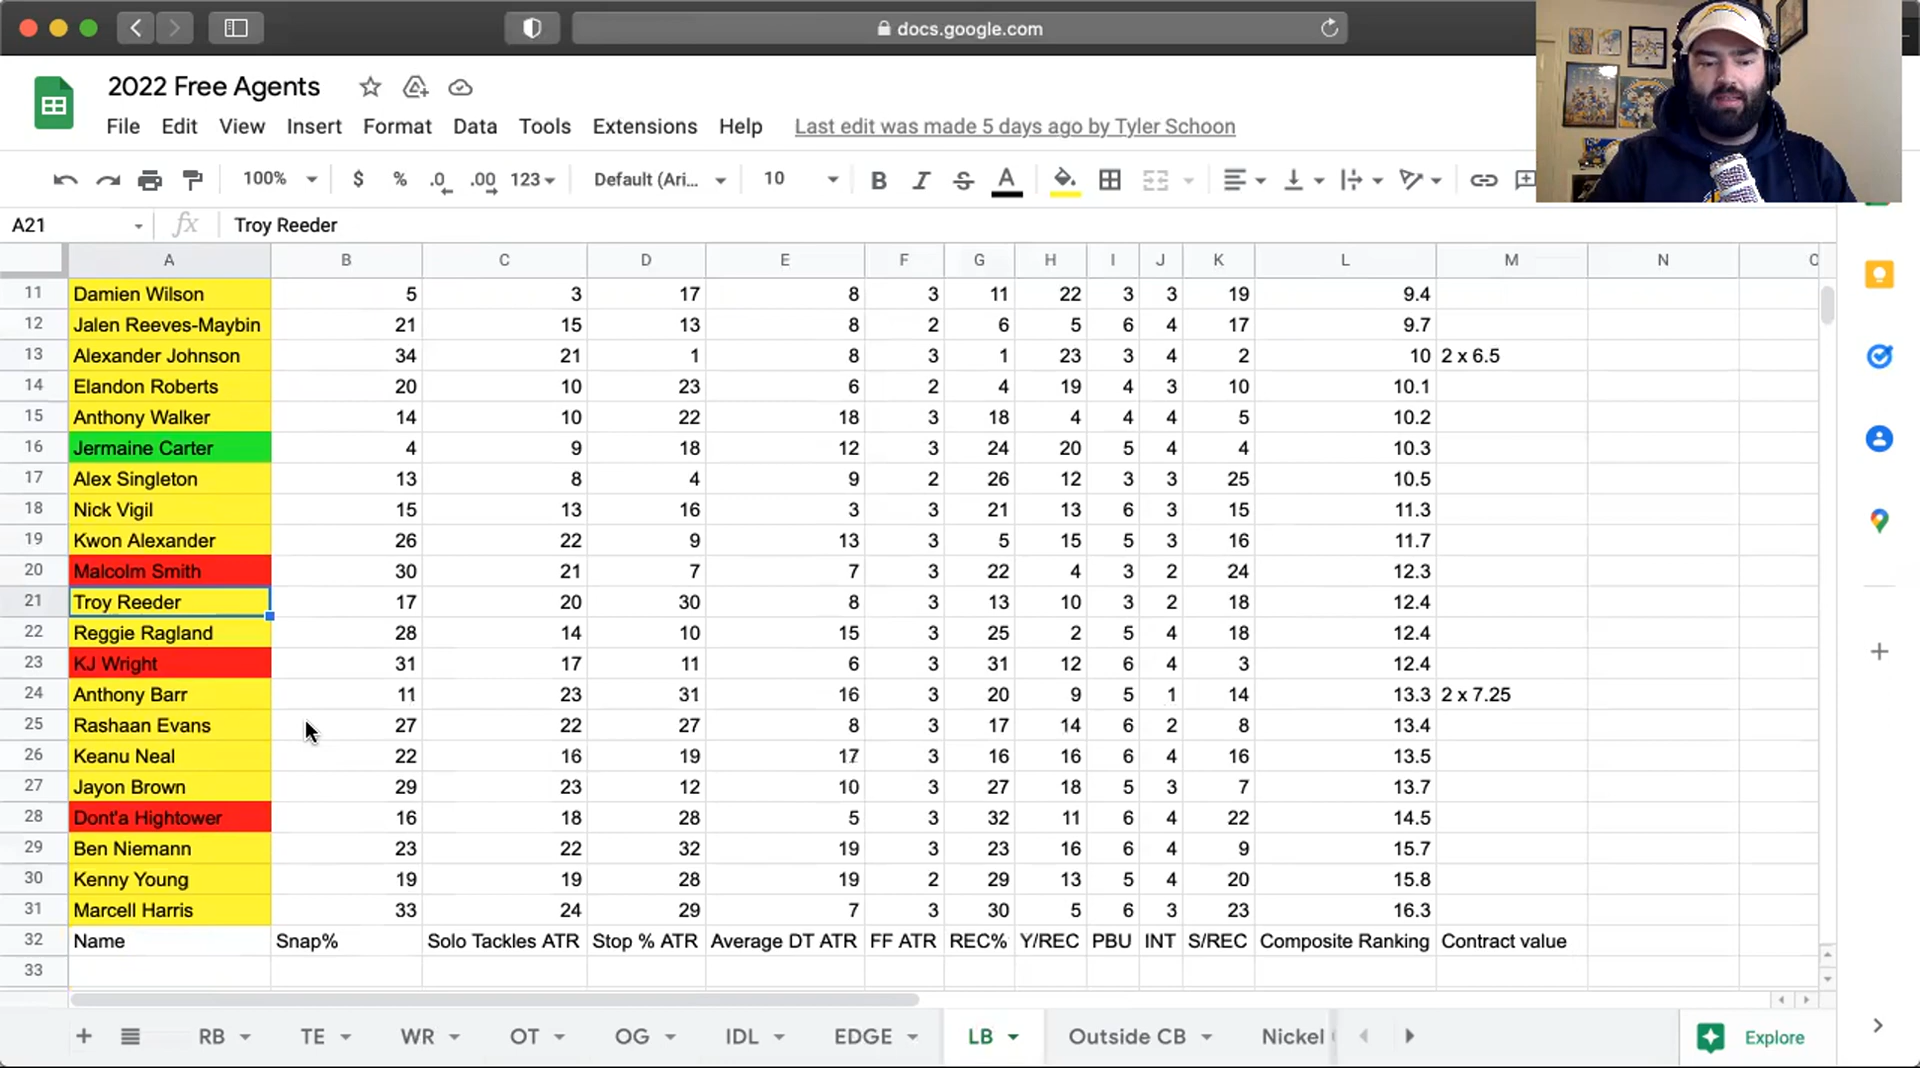 docs.google.com
2022 Free Agents
File Edit View Insert Format Data Tools Extensions Help Last edit was made 5 days ago by Tyler Schoon
100% $ % .0 .00 123 Default (Ari... 10 B I S A
A21 fx Troy Reeder
A B C D E F G H I J K L M N
11 Damien Wilson 5 3 17 8 3 11 22 3 3 19 9.4
12 Jalen Reeves-Maybin 21 15 13 8 2 6 5 6 4 17 9.7
13 Alexander Johnson 34 21 1 8 3 1 23 3 4 2 10 2 x 6.5
14 Elandon Roberts 20 10 23 6 2 4 19 4 3 10 10.1
15 Anthony Walker 14 10 22 18 3 18 4 4 4 5 10.2
16 Jermaine Carter 4 9 18 12 3 24 20 5 4 4 10.3
17 Alex Singleton 13 8 4 9 2 26 12 3 3 25 10.5
18 Nick Vigil 15 13 16 3 3 21 13 6 3 15 11.3
19 Kwon Alexander 26 22 9 13 3 5 15 5 3 16 11.7
20 Malcolm Smith 30 21 7 7 3 22 4 3 2 24 12.3
21 Troy Reeder 17 20 30 8 3 13 10 3 2 18 12.4
22 Reggie Ragland 28 14 10 15 3 25 2 5 4 18 12.4
23 KJ Wright 31 17 11 6 3 31 12 6 4 3 12.4
24 Anthony Barr 11 23 31 16 3 20 9 5 1 14 13.3 2 x 7.25
25 Rashaan Evans 27 22 27 8 3 17 14 6 2 8 13.4
26 Keanu Neal 22 16 19 17 3 16 16 6 4 16 13.5
27 Jayon Brown 29 23 12 10 3 27 18 5 3 7 13.7
28 Dont'a Hightower 16 18 28 5 3 32 11 6 4 22 14.5
29 Ben Niemann 23 22 32 19 3 23 16 6 4 9 15.7
30 Kenny Young 19 19 28 19 2 29 13 5 4 20 15.8
31 Marcell Harris 33 24 29 7 3 30 5 6 3 23 16.3
32 Name Snap% Solo Tackles ATR Stop % ATR Average DT ATR FF ATR REC% Y/REC PBU INT S/REC Composite Ranking Contract value
33
RB TE WR OT OG IDL EDGE LB Outside CB Nickel Explore